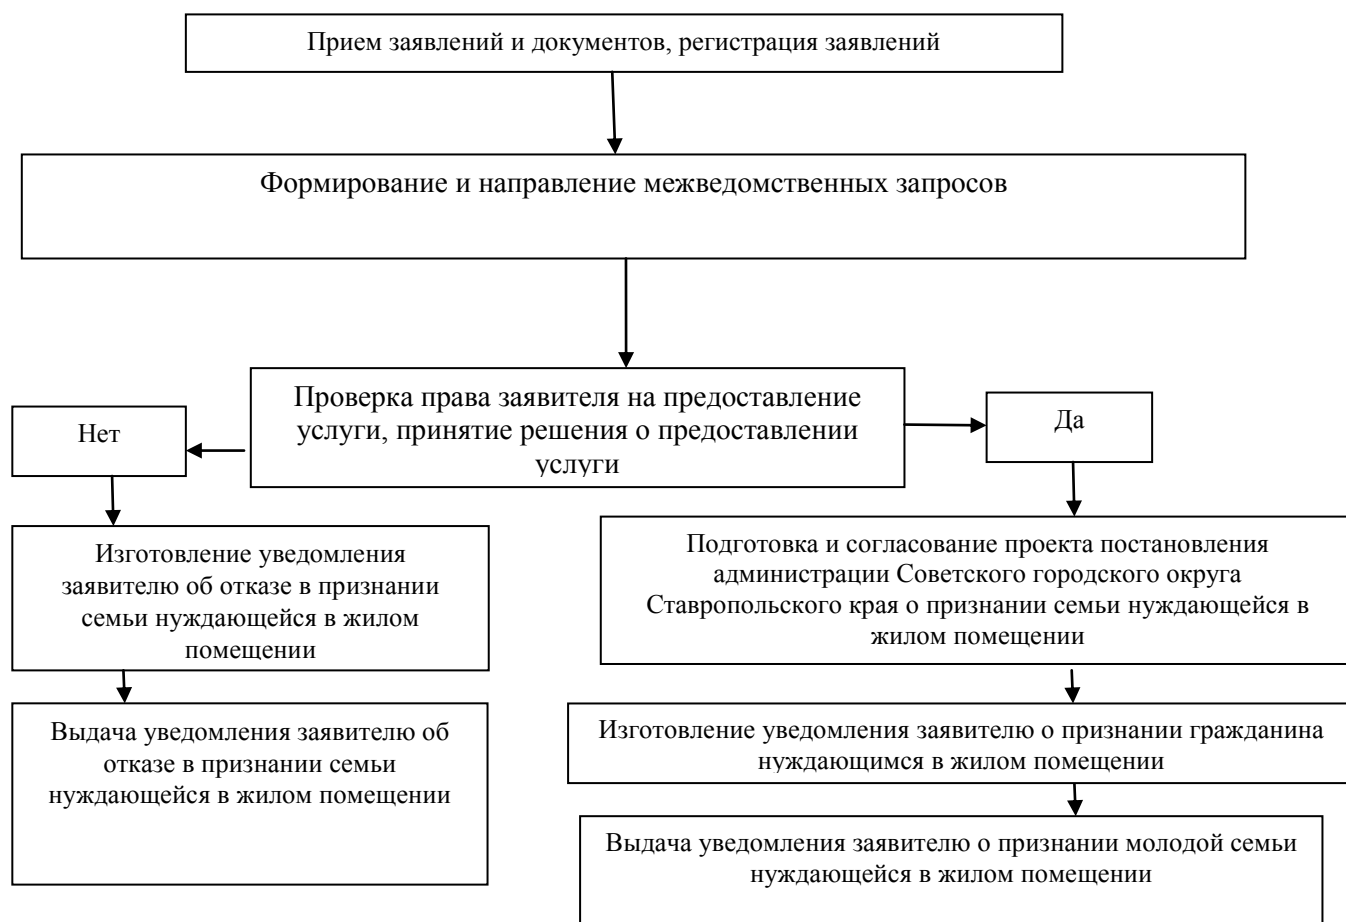 Прием заявлений и документов, регистрация заявлений
Формирование и направление межведомственных запросов
Проверка права заявителя на предоставление
услуги, принятие решения о предоставлении
услуги
Нет
Да
Изготовление уведомления
заявителю об отказе в признании
семьи нуждающейся в жилом
помещении
Подготовка и согласование проекта постановления
администрации Советского городского округа
Ставропольского края о признании семьи нуждающейся в
жилом помещении
Выдача уведомления заявителю об
отказе в признании семьи
нуждающейся в жилом помещении
Изготовление уведомления заявителю о признании гражданина
нуждающимся в жилом помещении
Выдача уведомления заявителю о признании молодой семьи
нуждающейся в жилом помещении